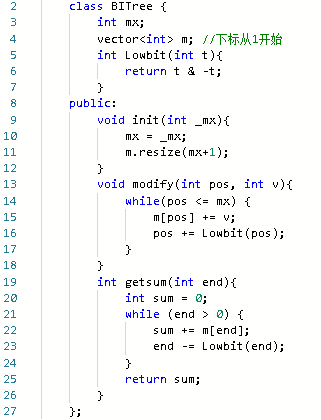 2 class BITree {
3 int mx;
4 vector<int> m; //下标从1开始
5 int Lowbit(int t){
6 return t & -t;
7 }
8 public:
9 void init(int _mx){
10 mx = _mx;
11 m.resize(mx+1);
12 }
13 void modify(int pos, int v){
14 while(pos <= mx) {
15 m[pos] += v;
16 pos += Lowbit(pos);
17 }
18 }
19 int getsum(int end){
20 int sum = 0;
21 while (end > 0) {
22 sum += m[end];
23 end -= Lowbit(end);
24 }
25 return sum;
26 }
27 };